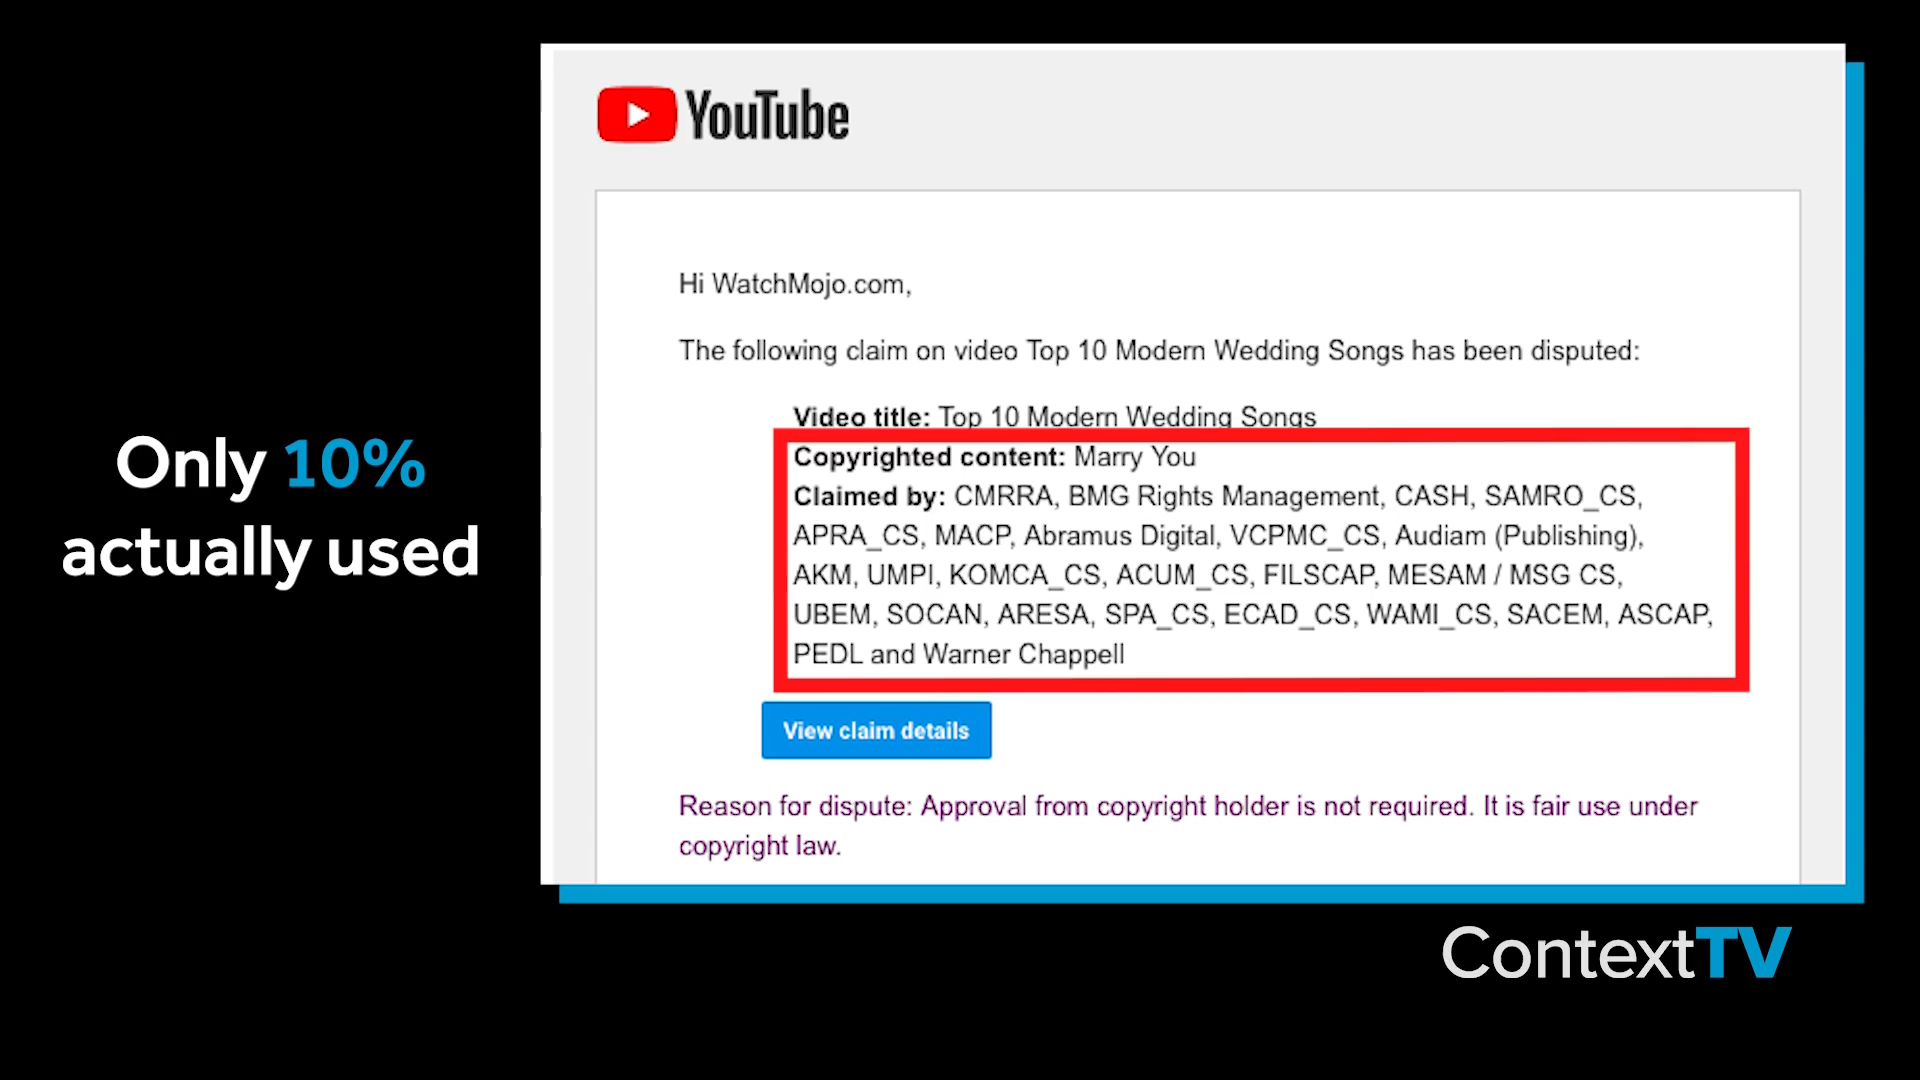 Only 10%
actually used
YouTube
Hi WatchMojo.com,
The following claim on video Top 10 Modern Wedding Songs has been disputed:
Video title: Top 10 Modern Wedding Songs
Copyrighted content: Marry You
Claimed by: CMRRA, BMG Rights Management, CASH, SAMRO_CS,
APRA_CS, MACP, Abramus Digital, VCPMC_CS, Audiam (Publishing),
AKM, UMPI, KOMCA_CS, ACUM_CS, FILSCAP, MESAM / MSG CS,
UBEM, SOCAN, ARESA, SPA_CS, ECAD_CS, WAMI_CS, SACEM, ASCAP,
PEDL and Warner Chappell
View claim details
Reason for dispute: Approval from copyright holder is not required. It is fair use under
copyright law.
ContextTV